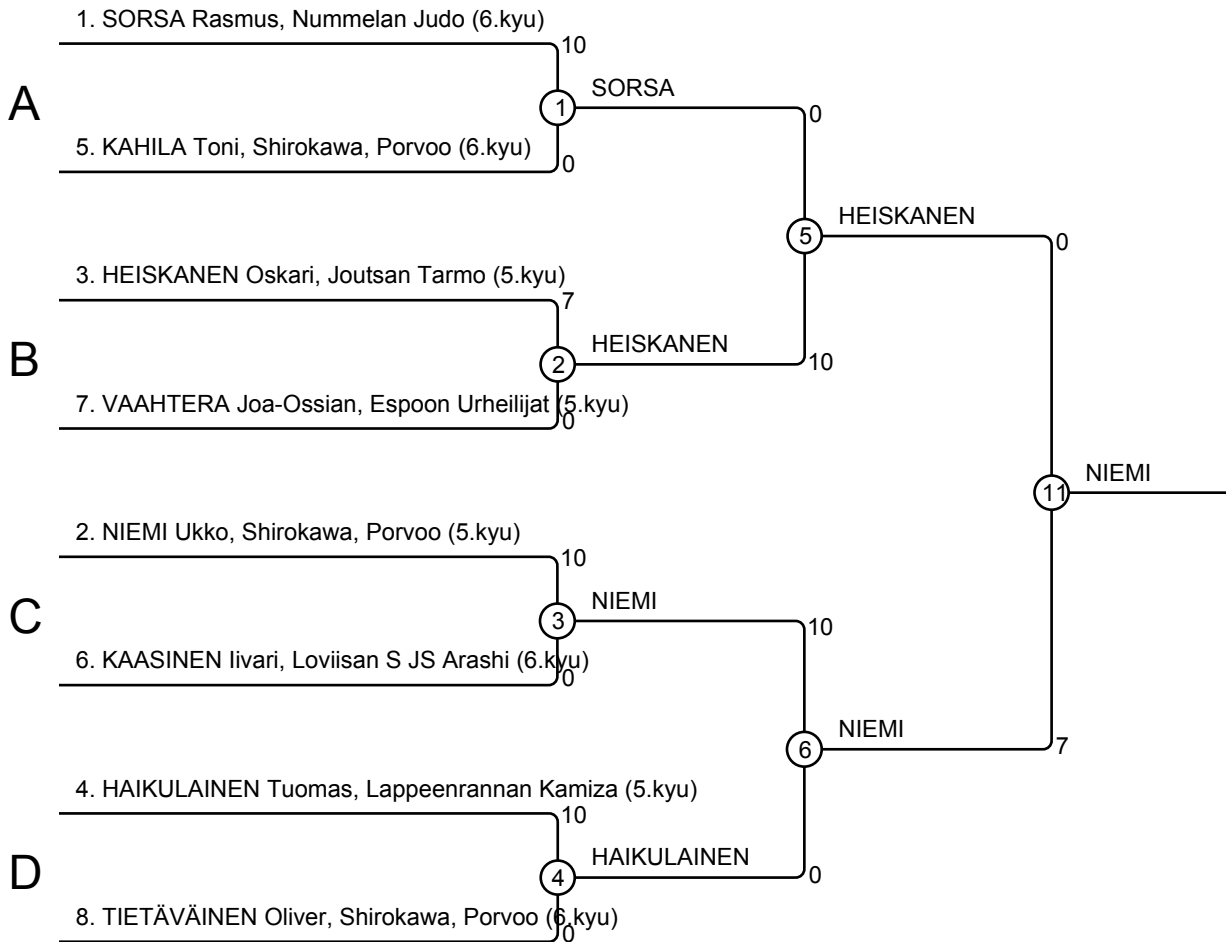 1. SORSA Rasmus, Nummelan Judo (6.kyu)
10
A
1
SORSA
0
5. KAHILA Toni, Shirokawa, Porvoo (6.kyu)
0
5
HEISKANEN
0
3. HEISKANEN Oskari, Joutsan Tarmo (5.kyu)
7
B
2
HEISKANEN
10
7. VAAHTERA Joa-Ossian, Espoon Urheilijat (5.kyu)
0
11
NIEMI
2. NIEMI Ukko, Shirokawa, Porvoo (5.kyu)
10
C
3
NIEMI
10
6. KAASINEN Iivari, Loviisan S JS Arashi (6.kyu)
0
6
NIEMI
7
4. HAIKULAINEN Tuomas, Lappeenrannan Kamiza (5.kyu)
10
D
4
HAIKULAINEN
0
8. TIETÄVÄINEN Oliver, Shirokawa, Porvoo (6.kyu)
0